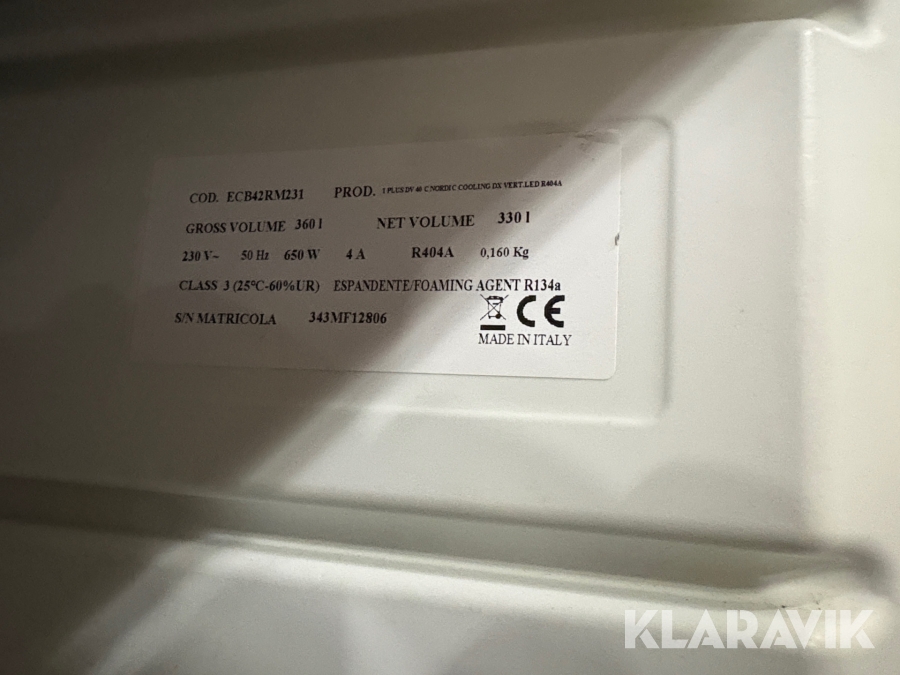 COD. ECB42RM231 PROD. I PLUS DV 40 C NORDIC COOLING DX VERT.LED R404A
GROSS VOLUME 360 l NET VOLUME 330 l
230 V~ 50 Hz 650 W 4 A R404A 0,160 Kg
CLASS 3 (25°C-60%UR) ESPANDENTE/FOAMING AGENT R134a
S/N MATRICOLA 343MF12806
CE
MADE IN ITALY
KLARAVIK